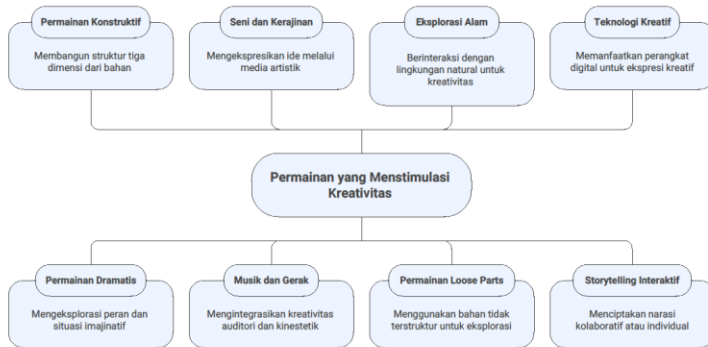 Permainan Konstruktif
Membangun struktur tiga
dimensi dari bahan
Seni dan Kerajinan
Mengekspresikan ide melalui
media artistik
Eksplorasi Alam
Berinteraksi dengan
lingkungan natural untuk
kreativitas
Teknologi Kreatif
Memanfaatkan perangkat
digital untuk ekspresi kreatif
Permainan yang Menstimulasi
Kreativitas
Permainan Dramatis
Mengeksplorasi peran dan
situasi imajinatif
Musik dan Gerak
Mengintegrasikan kreativitas
auditori dan kinestetik
Permainan Loose Parts
Menggunakan bahan tidak
terstruktur untuk eksplorasi
Storytelling Interaktif
Menciptakan narasi
kolaboratif atau individual